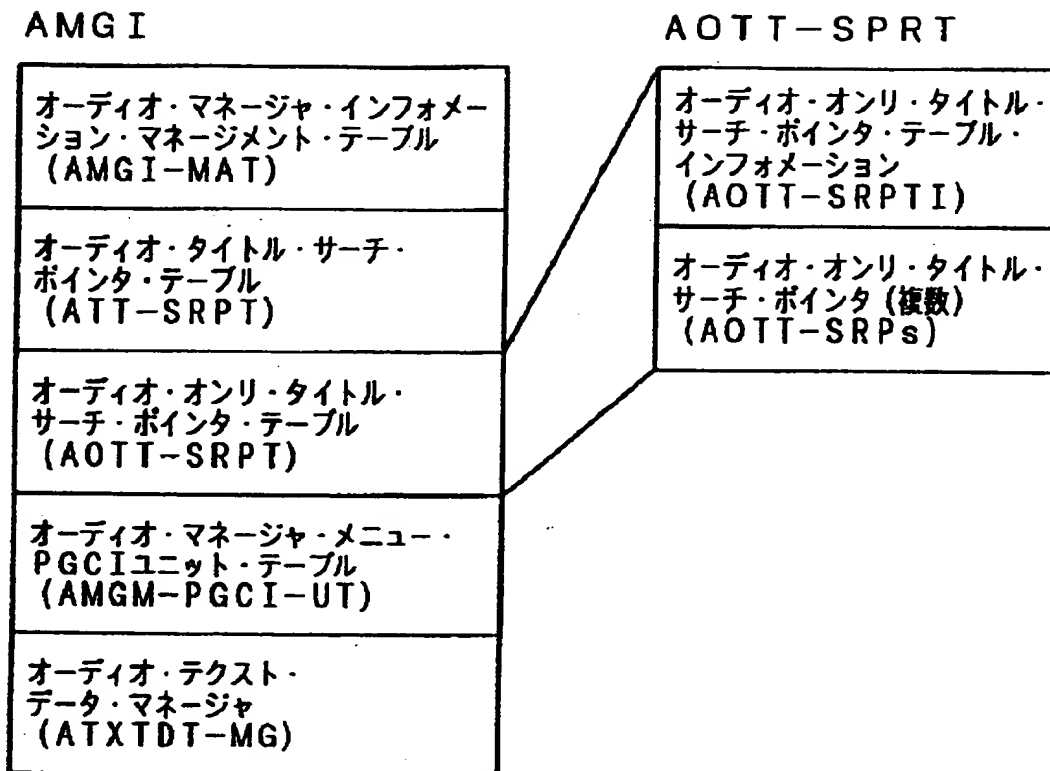 AMGI
オーディオ・マネージャ・インフォメー
ション・マネージメント・テーブル
(AMGI-MAT)
オーディオ・タイトル・サーチ・
ポインタ・テーブル
(ATT-SRPT)
オーディオ・オンリ・タイトル・
サーチ・ポインタ・テーブル
(AOTT-SRPT)
オーディオ・マネージャ・メニュー・
PGCIユニット・テーブル
(AMGM-PGCI-UT)
オーディオ・テクスト・
データ・マネージャ
(ATXTDT-MG)
AOTT-SPRT
オーディオ・オンリ・タイトル・
サーチ・ポインタ・テーブル・
インフォメーション
(AOTT-SRPTI)
オーディオ・オンリ・タイトル・
サーチ・ポインタ(複数)
(AOTT-SRPs)